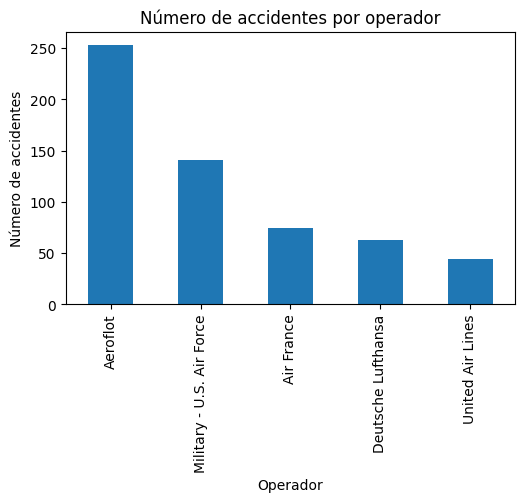 Número de accidentes por operador
Número de accidentes
250
200
150
100
50
0
Aeroflot
Military - U.S. Air Force
Air France
Deutsche Lufthansa
United Air Lines
Operador